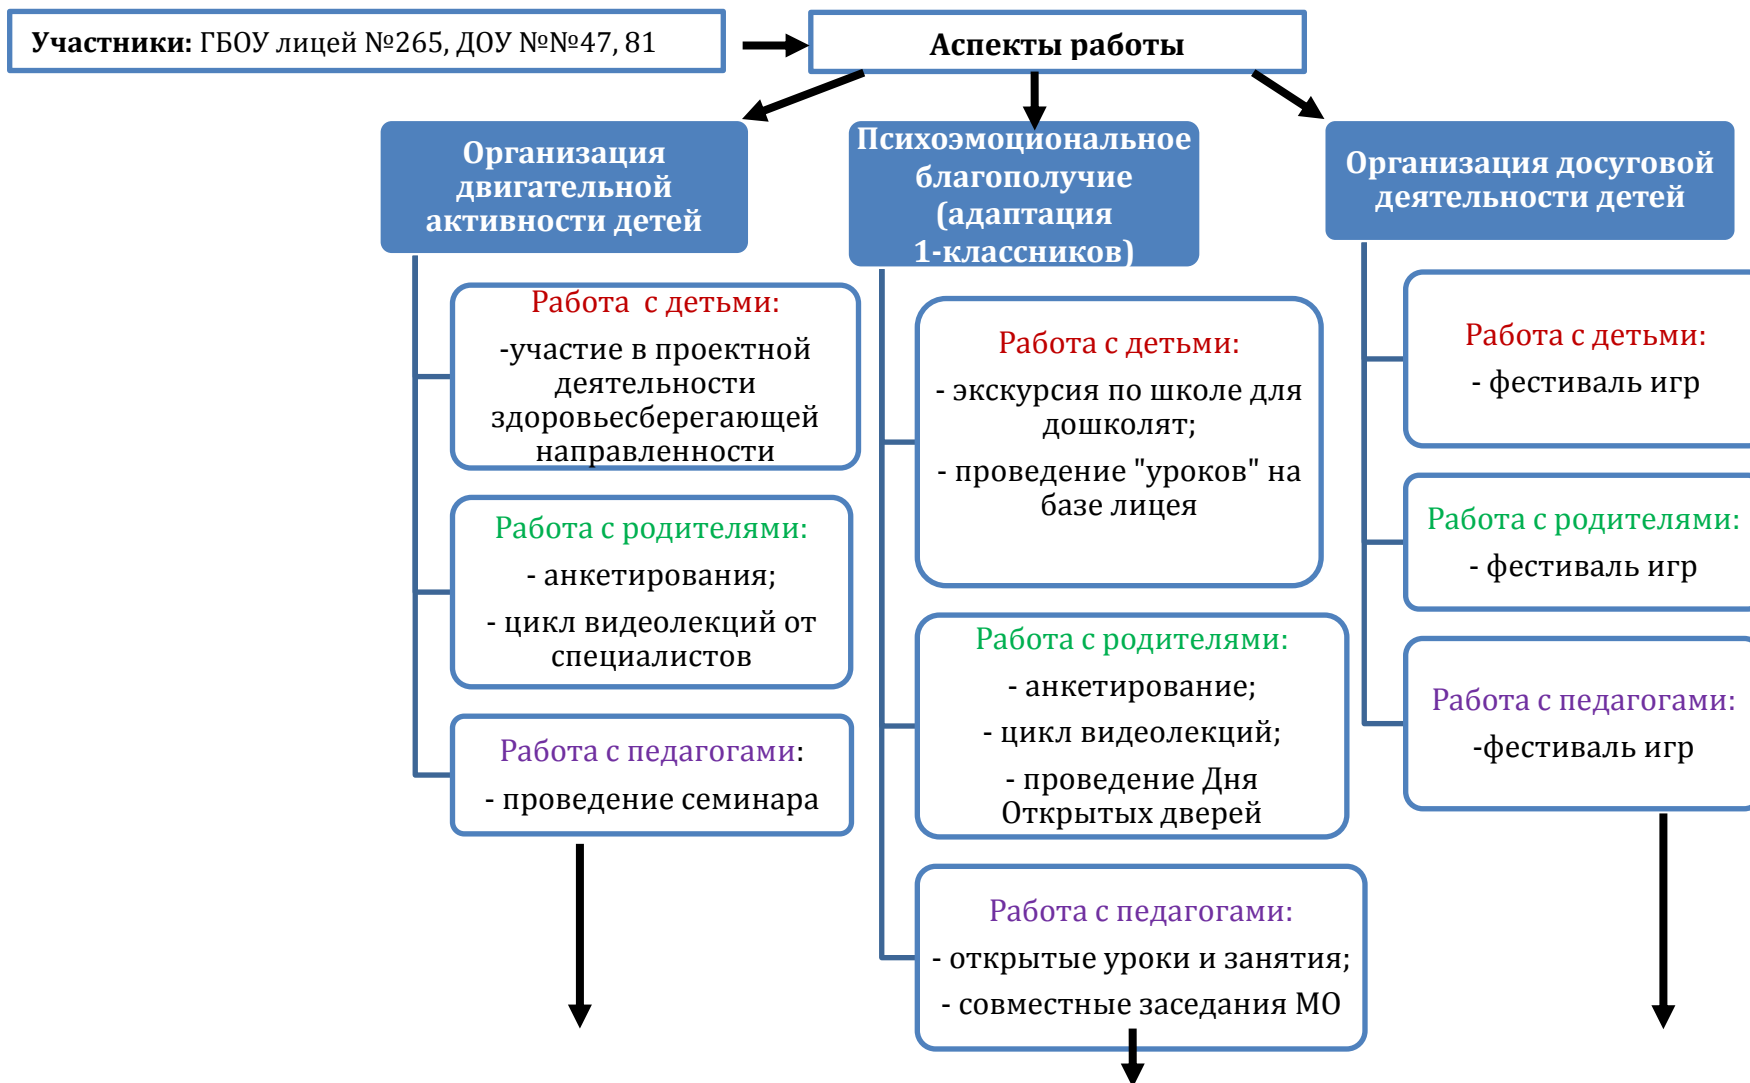 Участники: ГБОУ лицей №265, ДОУ №№47, 81
Аспекты работы
Организация
двигательной
активности детей
Работа  с детьми:
-участие в проектной
деятельности
здоровьесберегающей
направленности
Работа с родителями:
- анкетирования;
- цикл видеолекций от
специалистов
Работа с педагогами:
- проведение семинара
Психоэмоциональное
благополучие
(адаптация
1-классников)
Работа с детьми:
- экскурсия по школе для
дошколят;
- проведение "уроков" на
базе лицея
Работа с родителями:
- анкетирование;
- цикл видеолекций;
- проведение Дня
Открытых дверей
Работа с педагогами:
- открытые уроки и занятия;
- совместные заседания МО
Организация досуговой
деятельности детей
Работа с детьми:
- фестиваль игр
Работа с родителями:
- фестиваль игр
Работа с педагогами:
-фестиваль игр